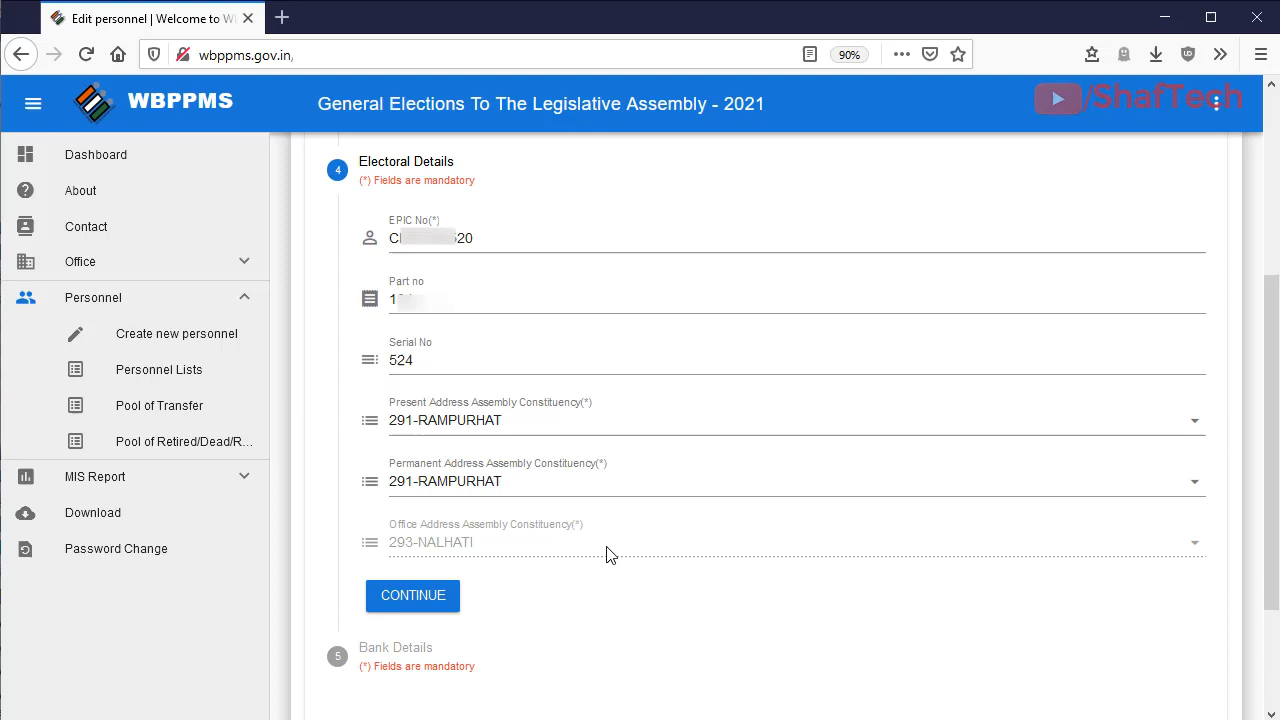 Edit personnel | Welcome to W
wbppms.gov.in
90%
WBPPMS
General Elections To The Legislative Assembly - 2021
/ShafTech
Dashboard
About
Contact
Office
Personnel
Create new personnel
Personnel Lists
Pool of Transfer
Pool of Retired/Dead/R...
MIS Report
Download
Password Change
4
Electoral Details
(*) Fields are mandatory
EPIC No(*)
Part no
Serial No
524
Present Address Assembly Constituency(*)
291-RAMPURHAT
Permanent Address Assembly Constituency(*)
291-RAMPURHAT
Office Address Assembly Constituency(*)
293-NALHATI
CONTINUE
5
Bank Details
(*) Fields are mandatory